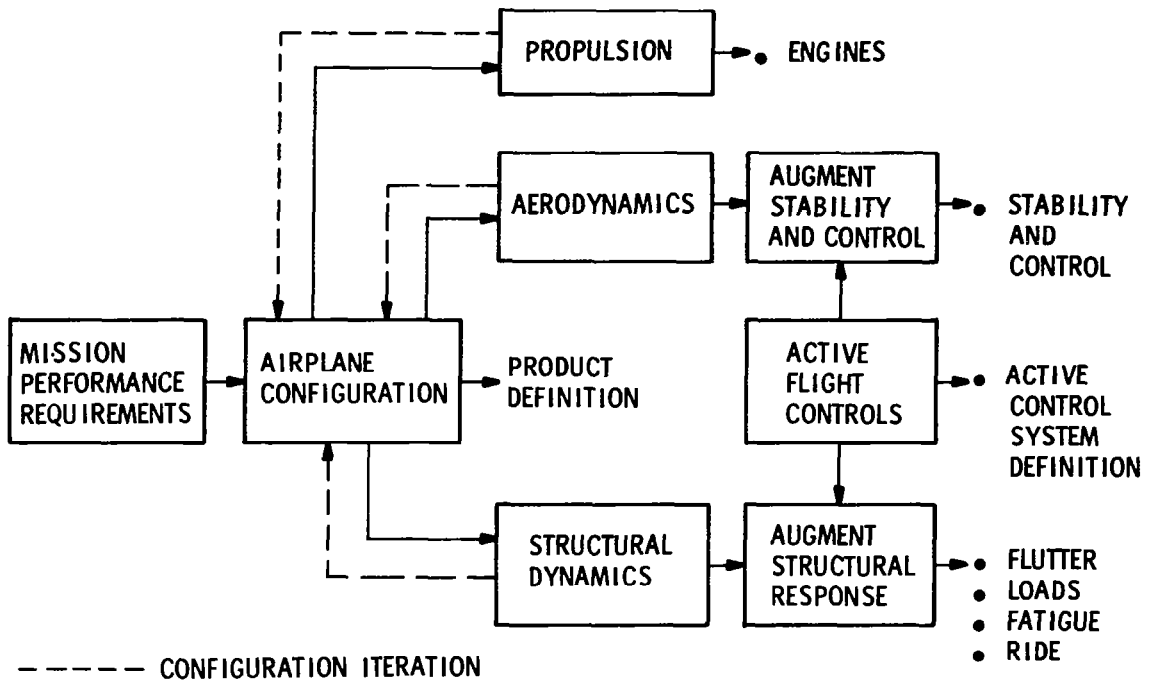 PROPULSION
• ENGINES
AERODYNAMICS
AUGMENT
STABILITY
AND CONTROL
• STABILITY
AND
CONTROL
MISSION
PERFORMANCE
REQUIREMENTS
AIRPLANE
CONFIGURATION
PRODUCT
DEFINITION
ACTIVE
FLIGHT
CONTROLS
• ACTIVE
CONTROL
SYSTEM
DEFINITION
STRUCTURAL
DYNAMICS
AUGMENT
STRUCTURAL
RESPONSE
• FLUTTER
• LOADS
• FATIGUE
• RIDE
CONFIGURATION ITERATION